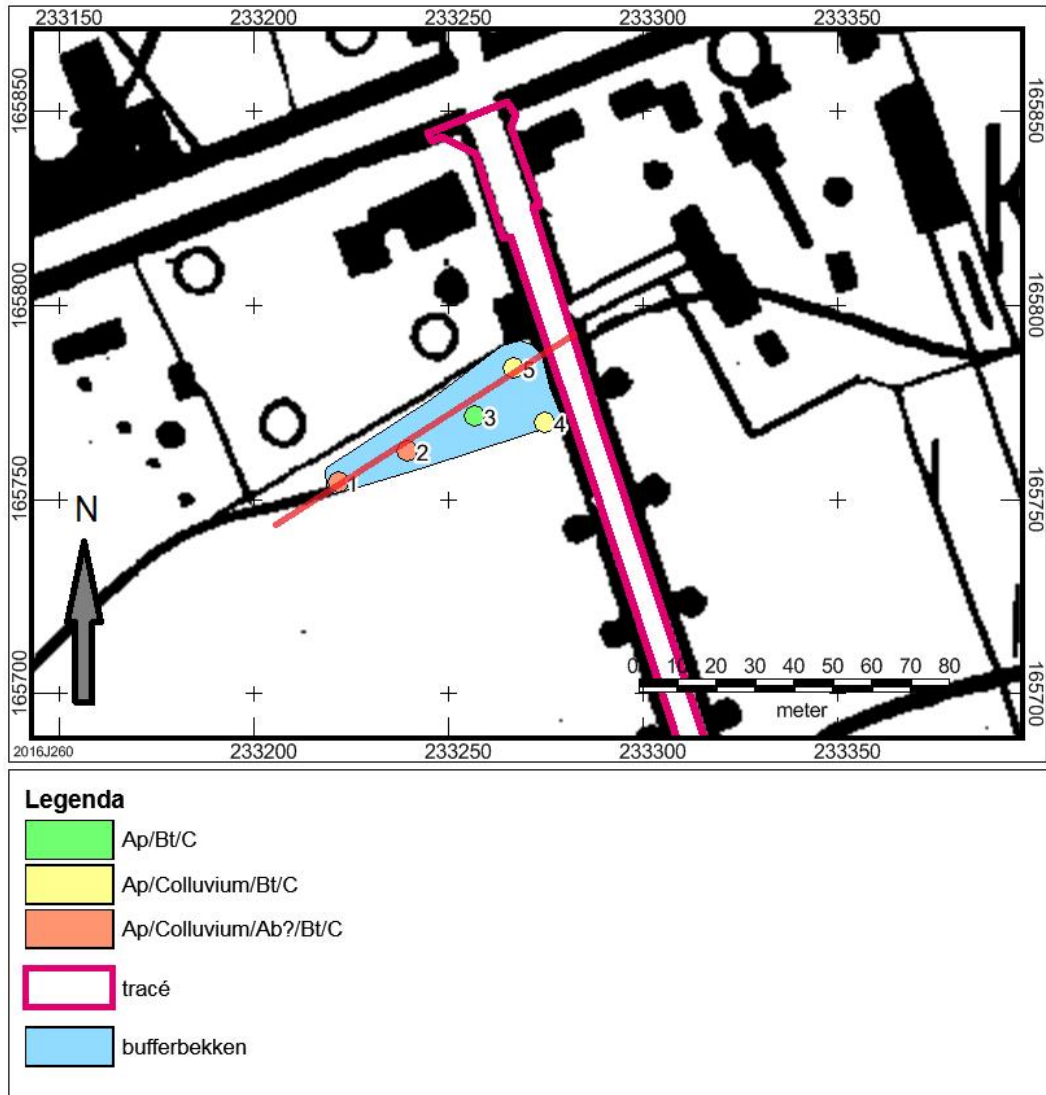 233150 233200 233250 233300 233350
165850 165850
165800 165800
5
3
4
2
1
165750 165750
N
0 10 20 30 40 50 60 70 80
meter
165700 165700
2016J260
233200 233250 233300 233350
Legenda
Ap/Bt/C
Ap/Colluvium/Bt/C
Ap/Colluvium/Ab?/Bt/C
tracé
bufferbekken